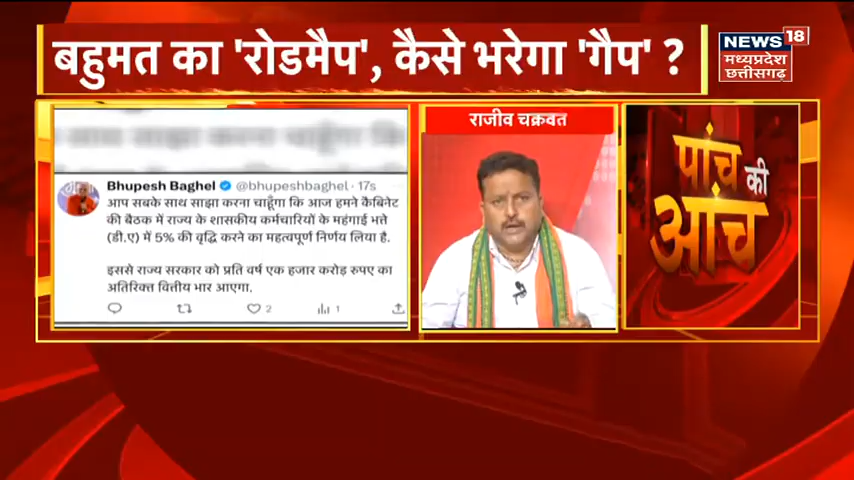 बहुमत का 'रोडमैप', कैसे भरेगा 'गैप' ?
NEWS 18
मध्यप्रदेश
छत्तीसगढ़
राजीव चक्रवत
पांच
की
आंच
साथ साझा करना चाहूँगा कि
Bhupesh Baghel @bhupeshbaghel · 17s
आप सबके साथ साझा करना चाहूँगा कि आज हमने कैबिनेट
की बैठक में राज्य के शासकीय कर्मचारियों के महंगाई भत्ते
(डी.ए) में 5% की वृद्धि करने का महत्वपूर्ण निर्णय लिया है.
इससे राज्य सरकार को प्रति वर्ष एक हजार करोड़ रुपए का
अतिरिक्त वित्तीय भार आएगा.
2
1